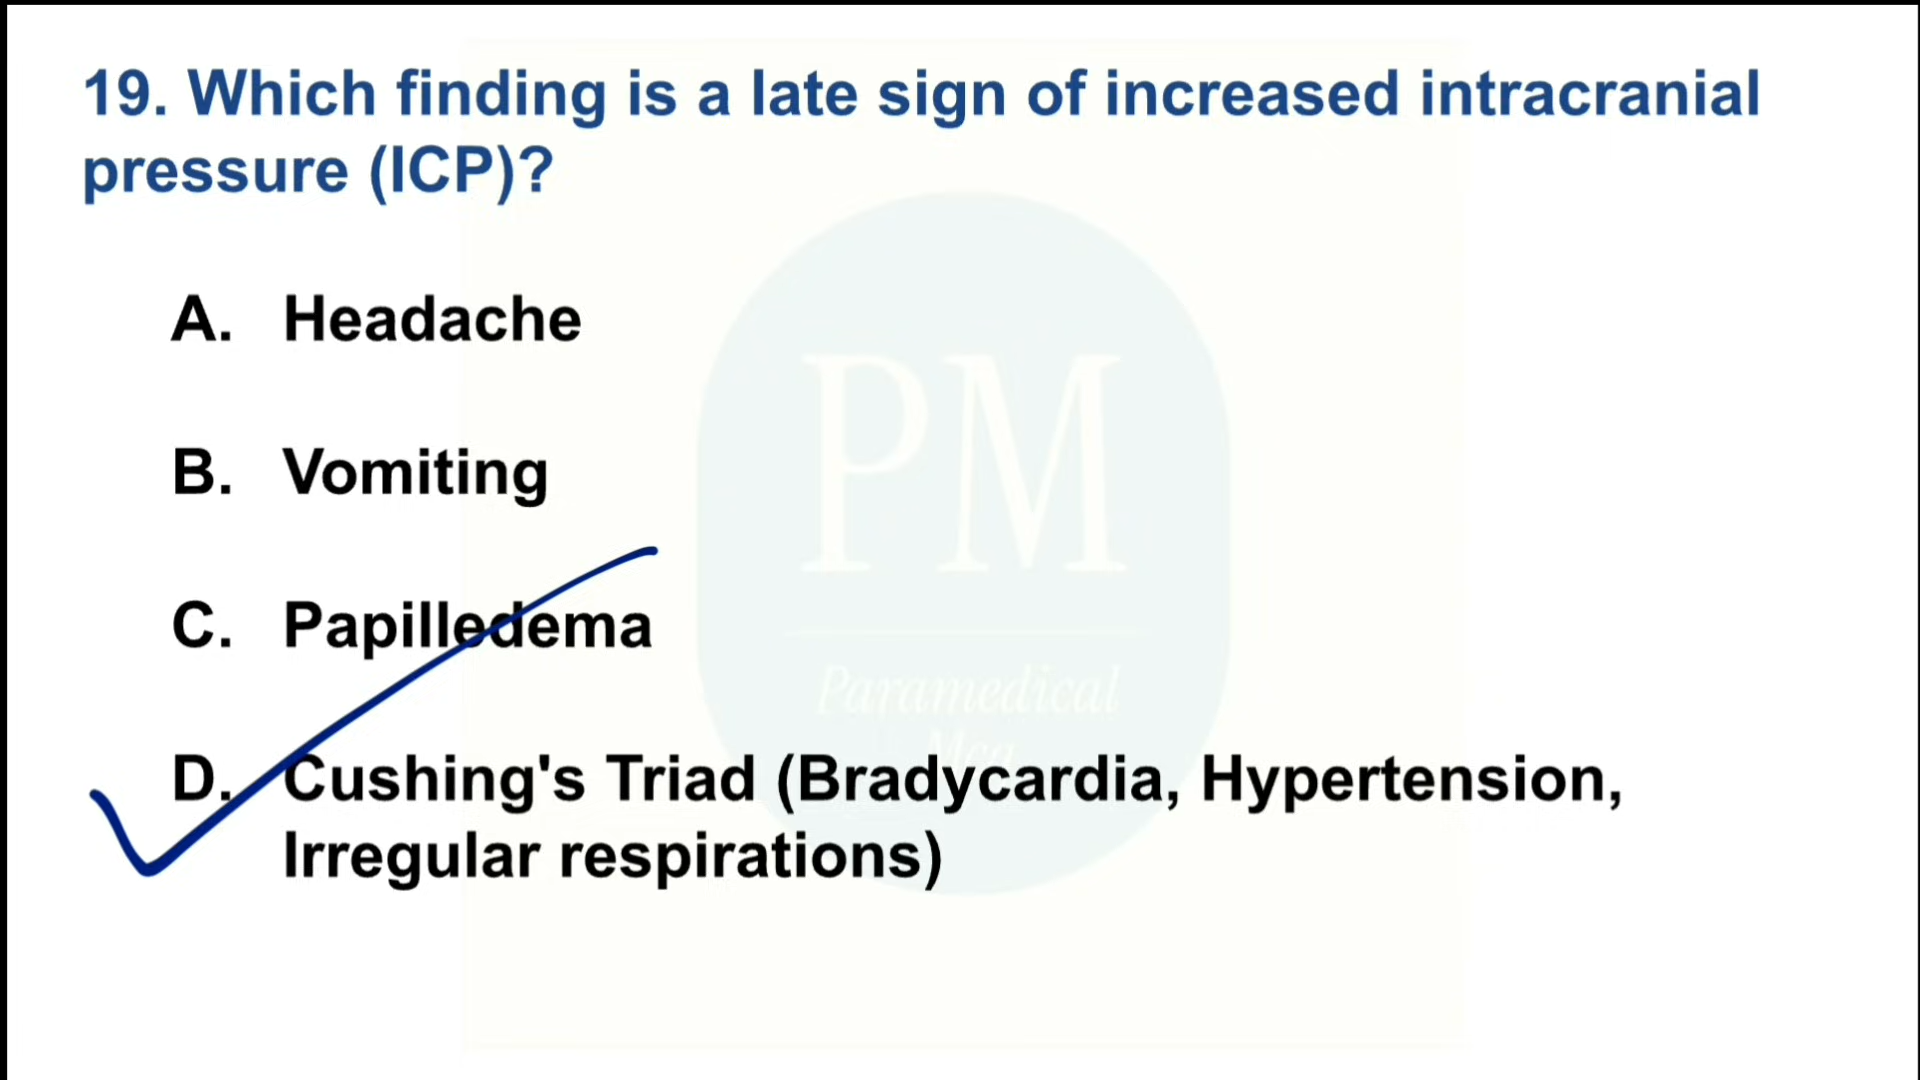 19. Which finding is a late sign of increased intracranial
pressure (ICP)?
A. Headache
B. Vomiting
PM
C. Papilledema
Paramedical
D. Cushing's Triad (Bradycardia, Hypertension,
Irregular respirations)